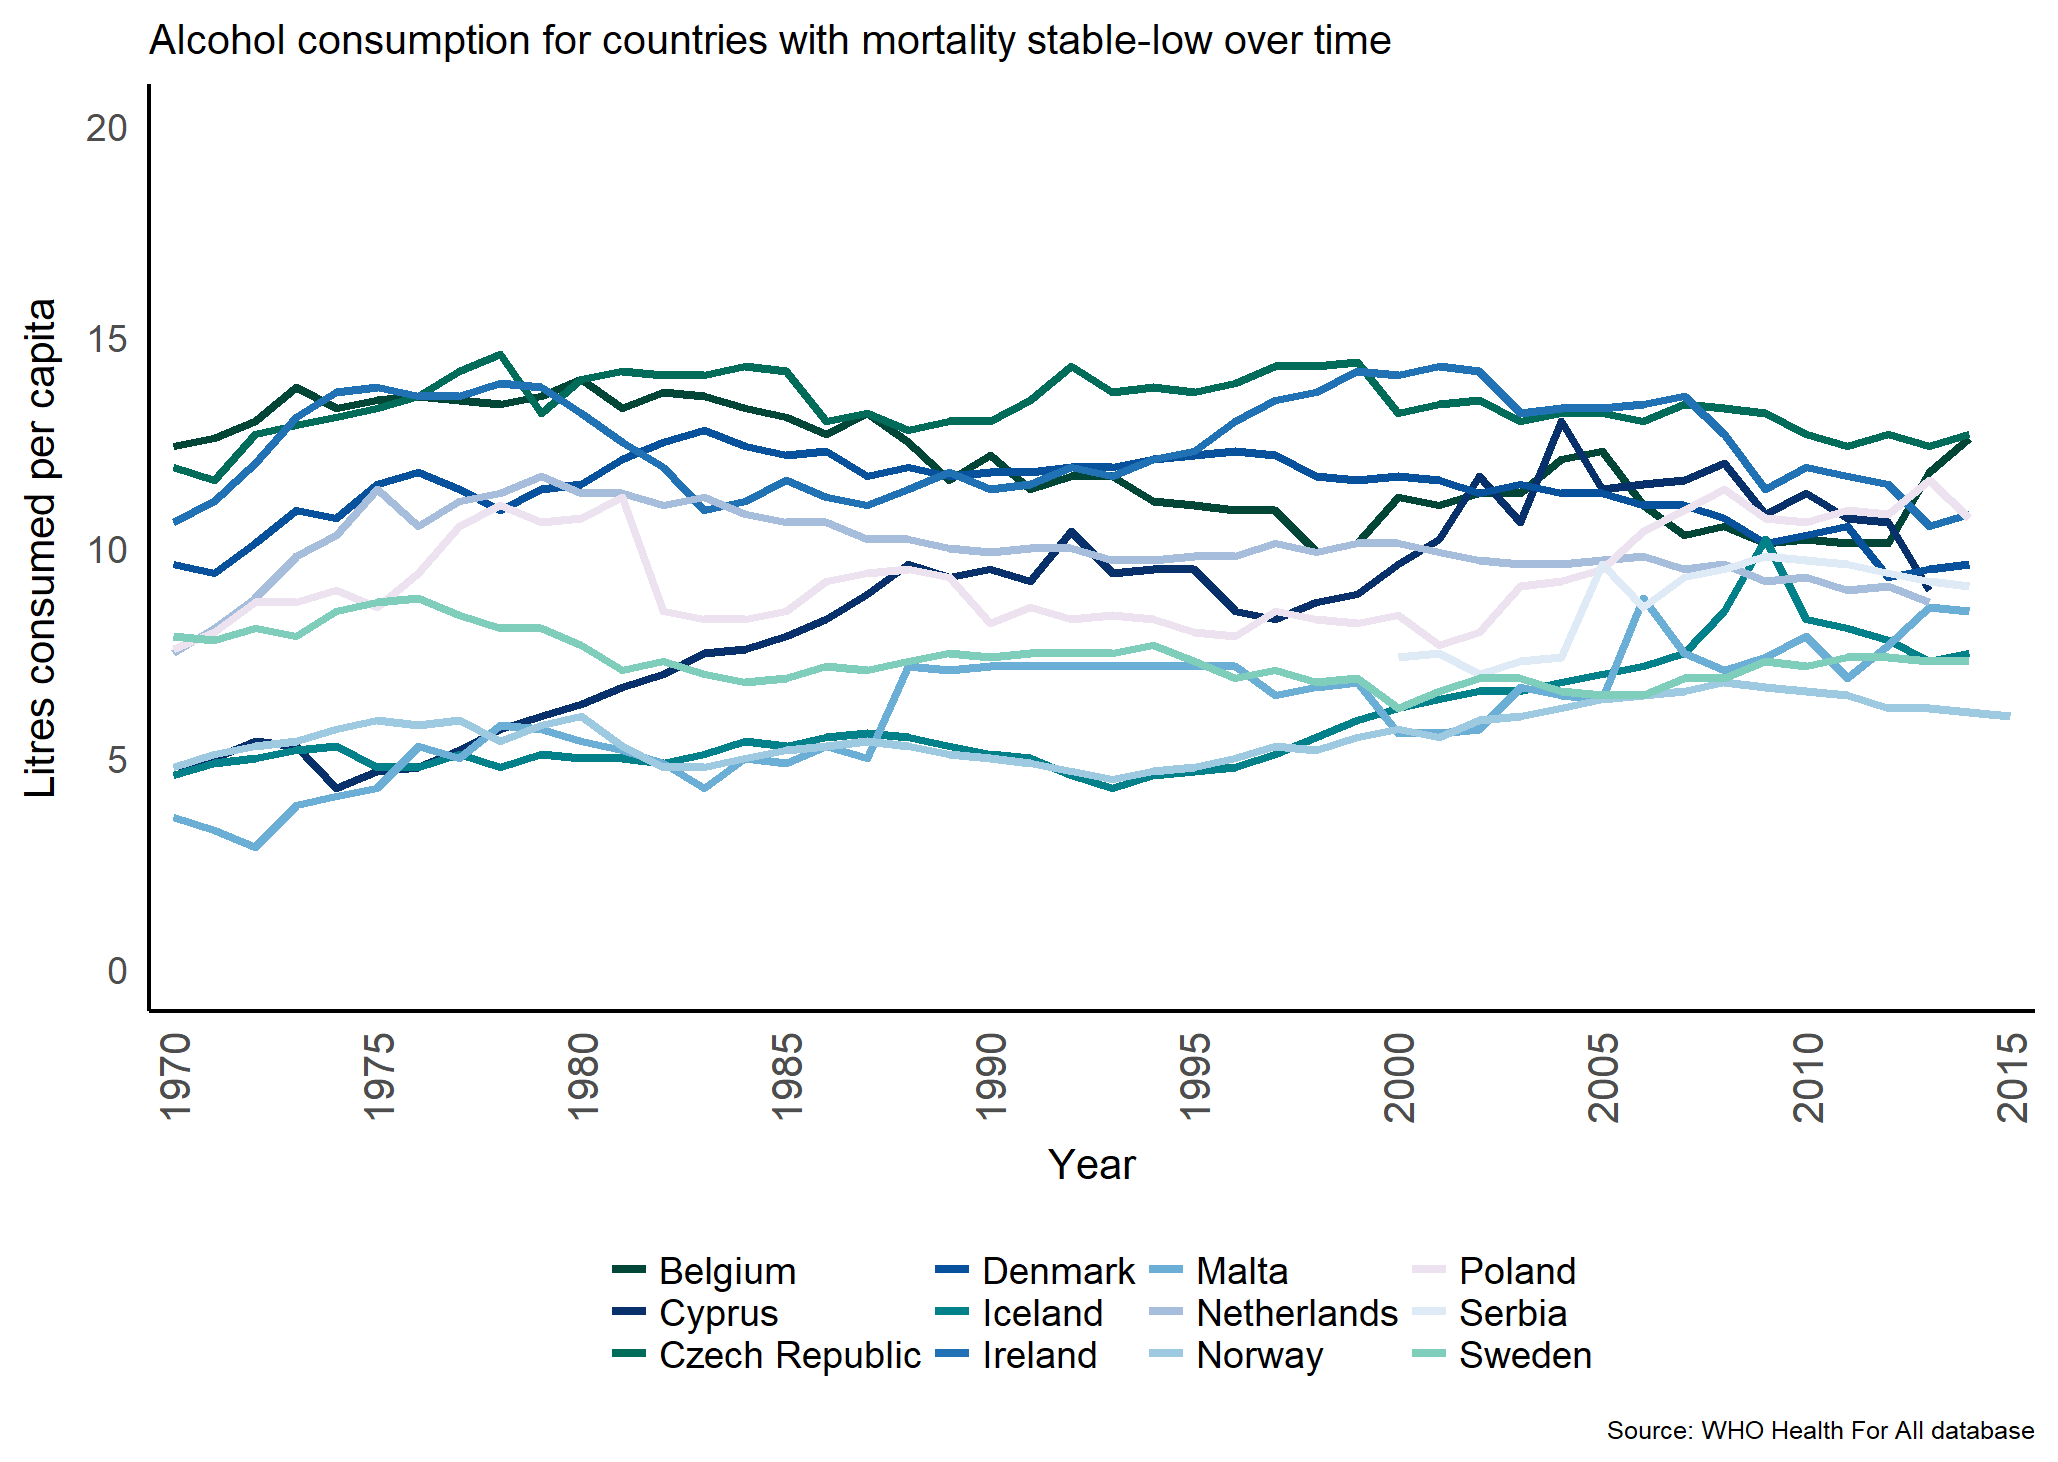 Alcohol consumption for countries with mortality stable-low over time
Litres consumed per capita
20
15
10
5
0
1970
1975
1980
1985
1990
1995
2000
2005
2010
2015
Year
Belgium
Cyprus
Czech Republic
Denmark
Iceland
Ireland
Malta
Netherlands
Norway
Poland
Serbia
Sweden
Source: WHO Health For All database